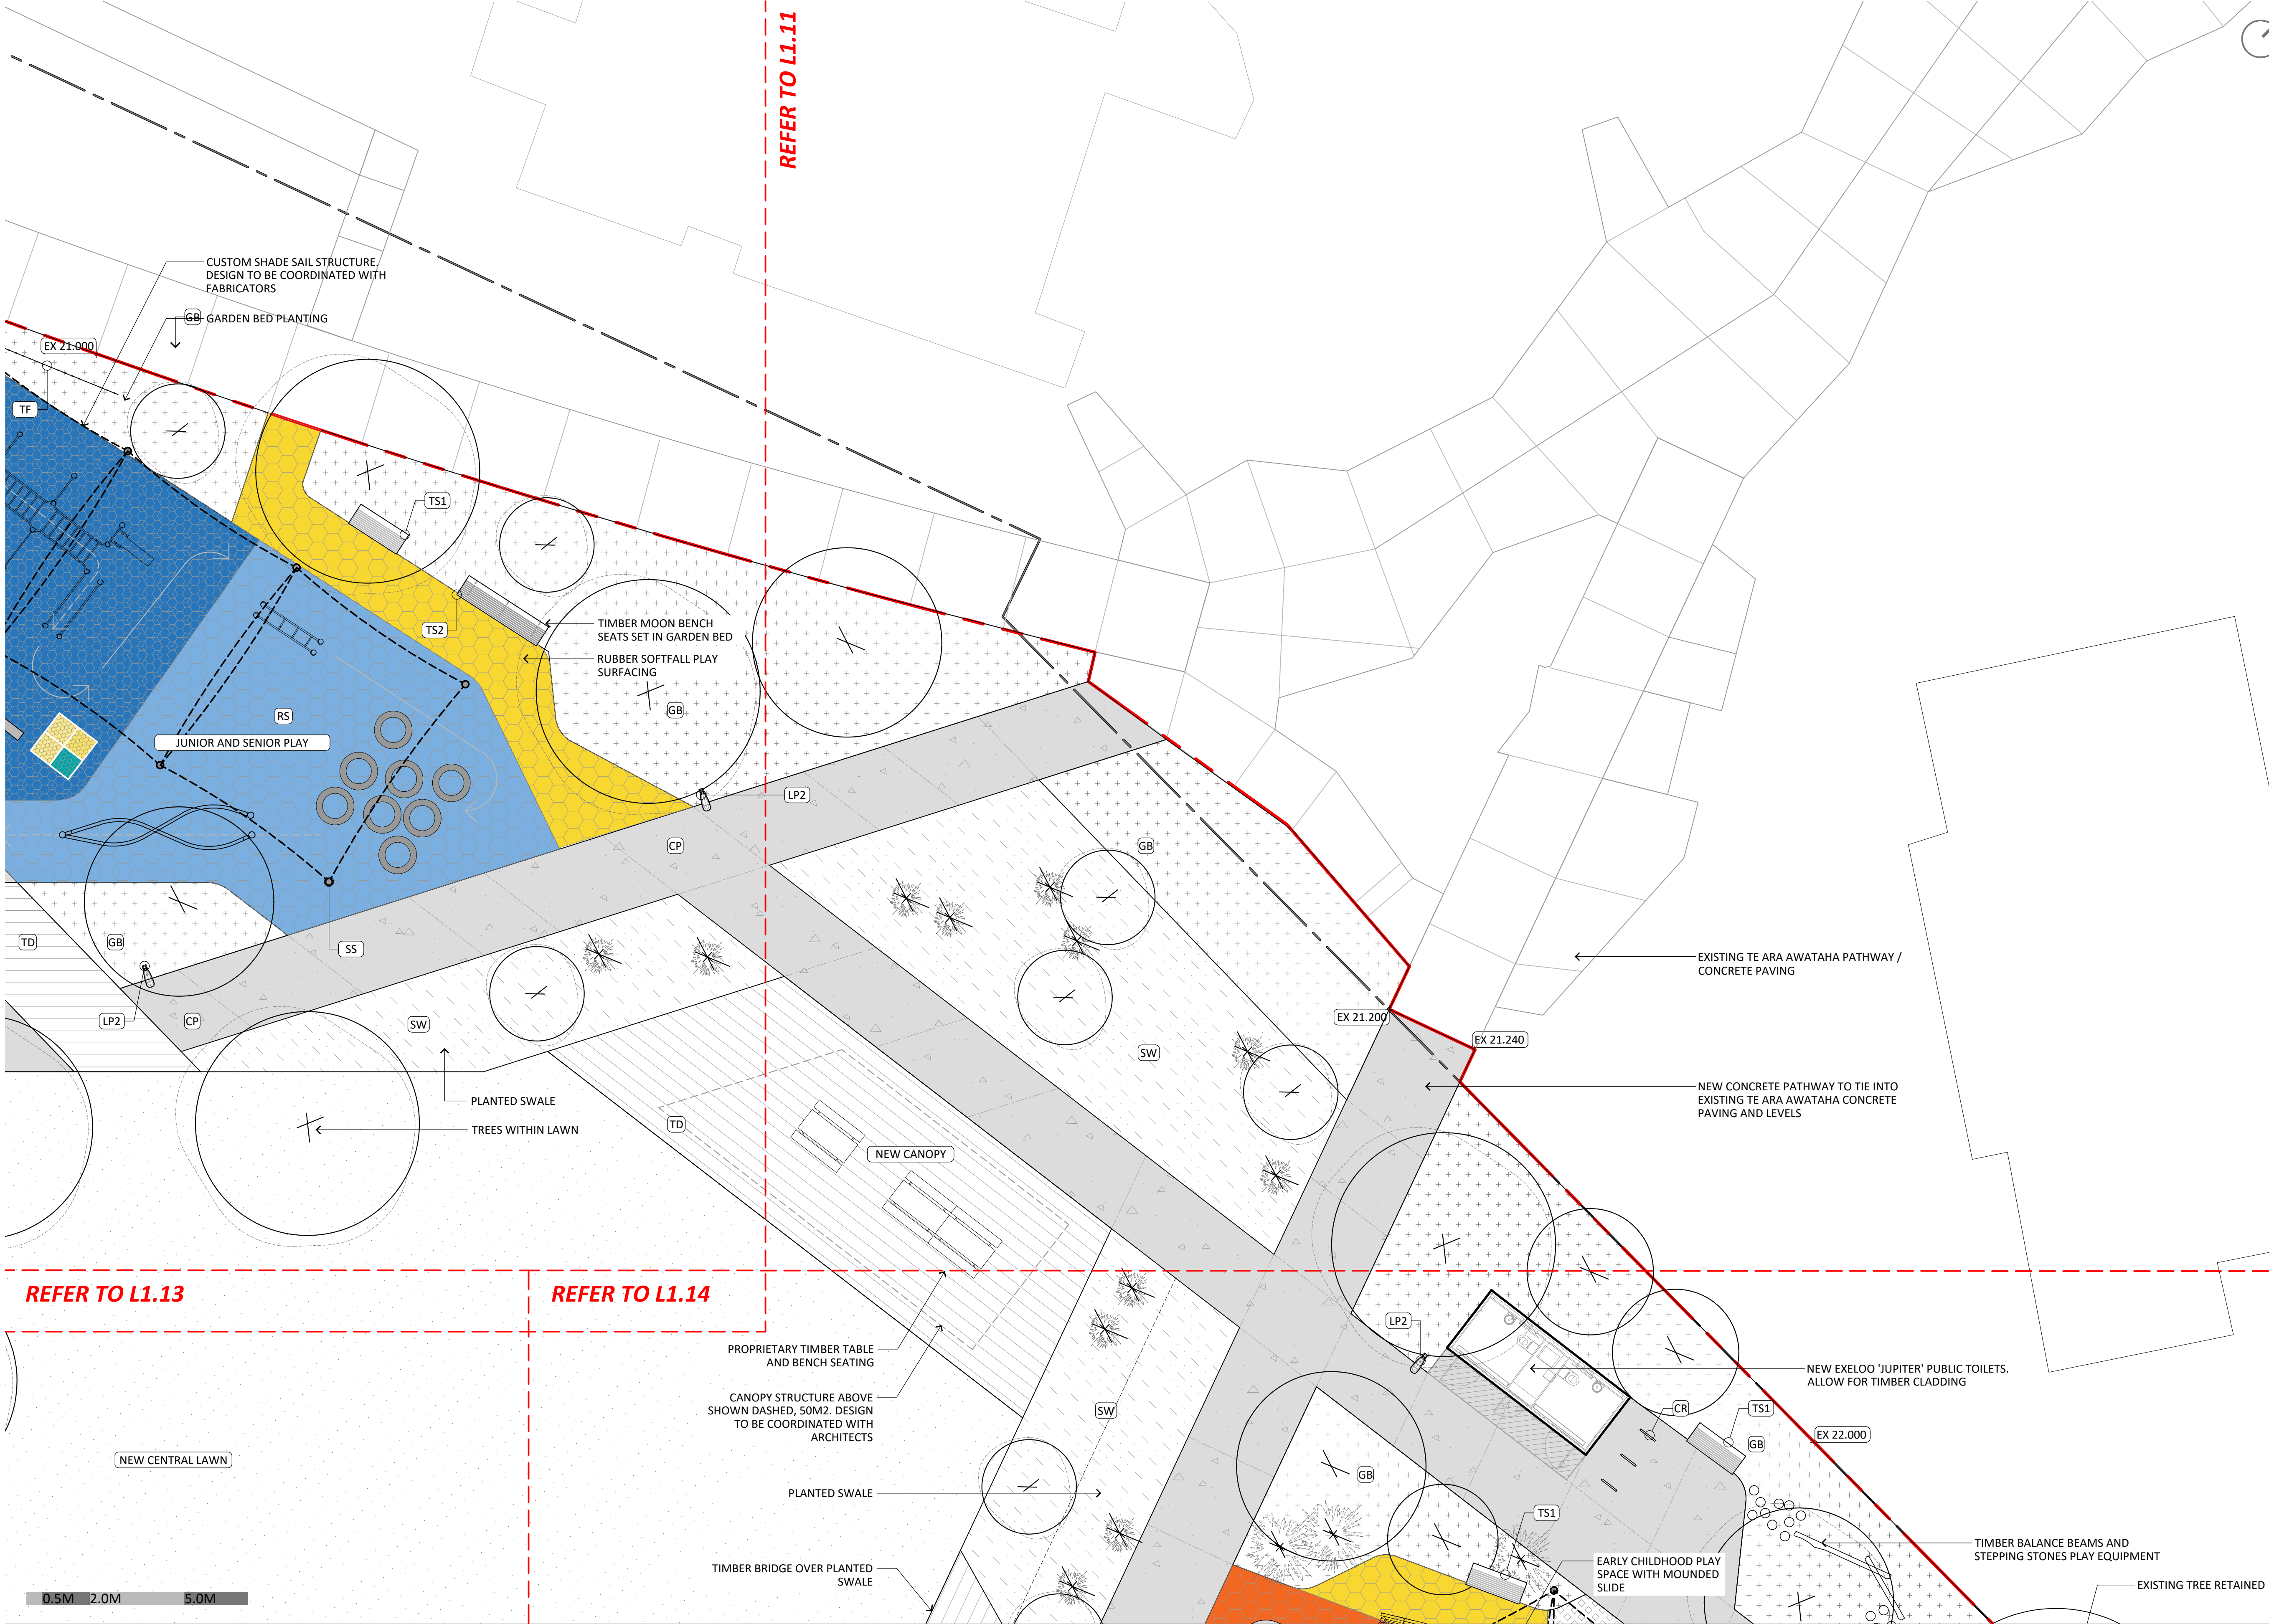 REFER TO L1.11
CUSTOM SHADE SAIL STRUCTURE.
DESIGN TO BE COORDINATED WITH
FABRICATORS
GB
GARDEN BED PLANTING
EX 21.000
TF
TS1
TS2
TIMBER MOON BENCH
SEATS SET IN GARDEN BED
RUBBER SOFTFALL PLAY
SURFACING
GB
RS
JUNIOR AND SENIOR PLAY
LP2
CP
GB
TD
GB
SS
LP2
CP
SW
EXISTING TE ARA AWATAHA PATHWAY /
CONCRETE PAVING
EX 21.200
EX 21.240
SW
PLANTED SWALE
TREES WITHIN LAWN
TD
NEW CANOPY
NEW CONCRETE PATHWAY TO TIE INTO
EXISTING TE ARA AWATAHA CONCRETE
PAVING AND LEVELS
REFER TO L1.13
REFER TO L1.14
LP2
PROPRIETARY TIMBER TABLE
AND BENCH SEATING
NEW EXELOO 'JUPITER' PUBLIC TOILETS.
ALLOW FOR TIMBER CLADDING
CANOPY STRUCTURE ABOVE
SHOWN DASHED, 50M2. DESIGN
TO BE COORDINATED WITH
ARCHITECTS
SW
CR
TS1
GB
EX 22.000
NEW CENTRAL LAWN
GB
PLANTED SWALE
TS1
TIMBER BRIDGE OVER PLANTED
SWALE
EARLY CHILDHOOD PLAY
SPACE WITH MOUNDED
SLIDE
TIMBER BALANCE BEAMS AND
STEPPING STONES PLAY EQUIPMENT
EXISTING TREE RETAINED
0.5M 2.0M 5.0M